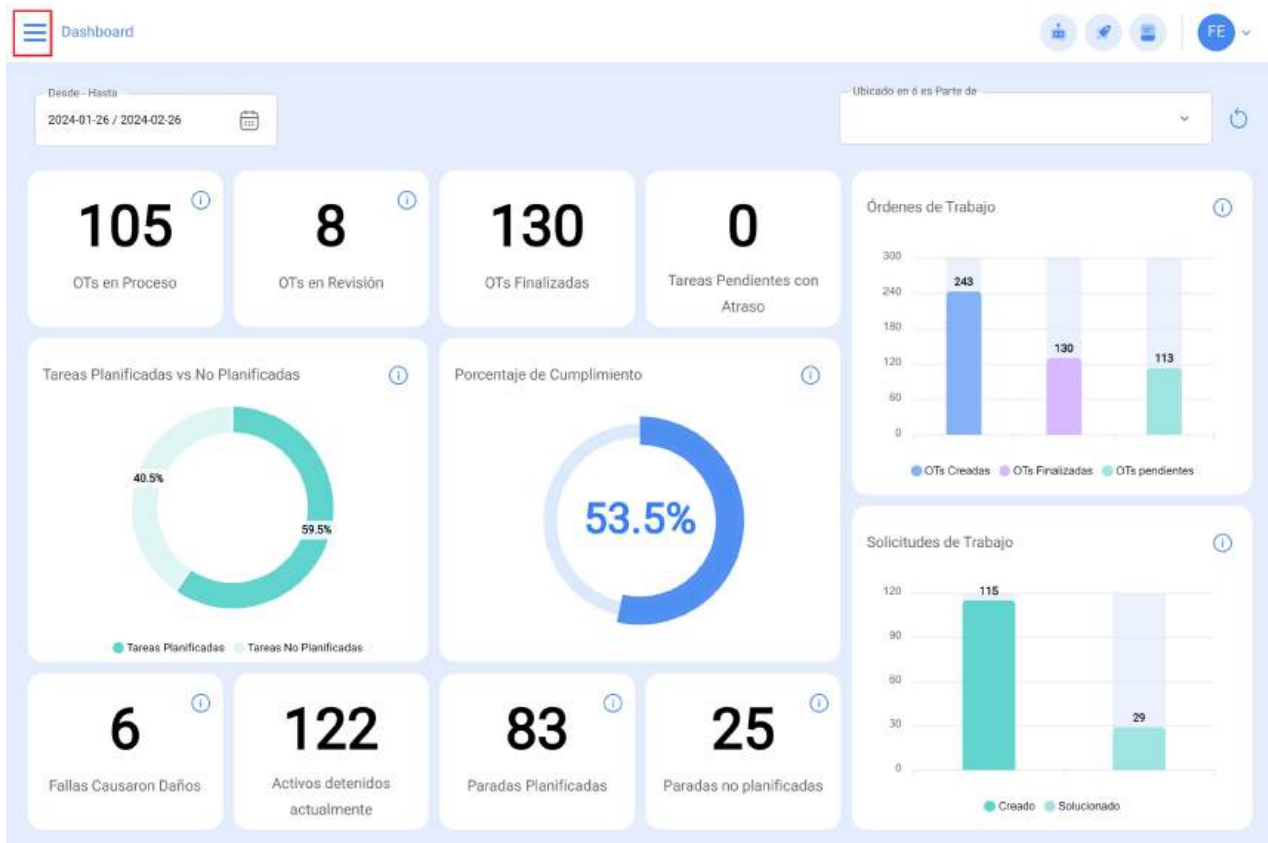 Dashboard
FE
Desde - Hasta
2024-01-26 / 2024-02-26
Ubicado en ó es Parte de
105
OTs en Proceso
8
OTs en Revisión
130
OTs Finalizadas
0
Tareas Pendientes con
Atraso
Órdenes de Trabajo
300
240
180
120
60
0
243
130
113
OTs Creadas OTs Finalizadas OTs pendientes
Tareas Planificadas vs No Planificadas
40.5%
59.5%
Tareas Planificadas Tareas No Planificadas
Porcentaje de Cumplimiento
53.5%
Solicitudes de Trabajo
120
90
60
30
0
115
29
Creado Solucionado
6
Fallas Causaron Daños
122
Activos detenidos
actualmente
83
Paradas Planificadas
25
Paradas no planificadas